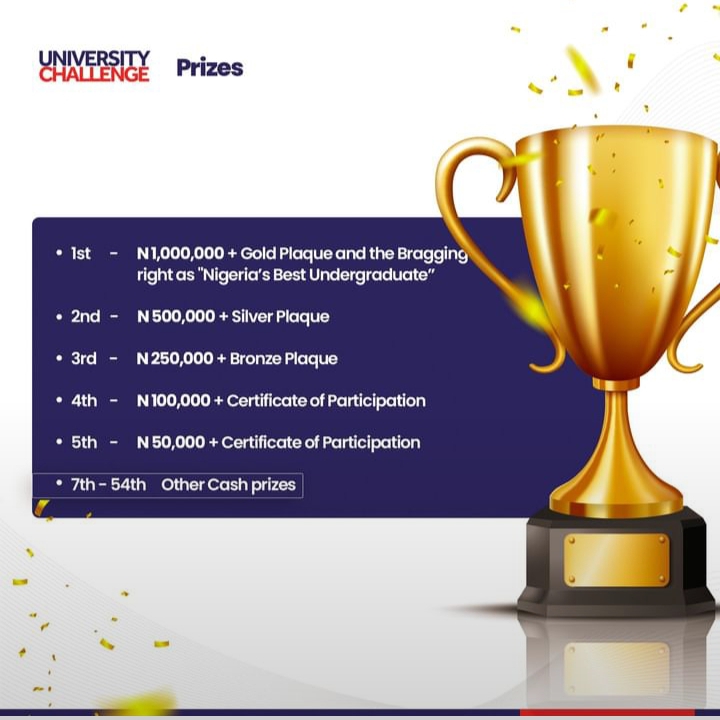 UNIVERSITY
CHALLENGE
Prizes
• 1st - N1,000,000 + Gold Plaque and the Bragging
right as "Nigeria's Best Undergraduate”
• 2nd - N500,000 + Silver Plaque
• 3rd - N250,000 + Bronze Plaque
• 4th - N100,000 + Certificate of Participation
• 5th - N50,000 + Certificate of Participation
• 7th - 54th Other Cash prizes